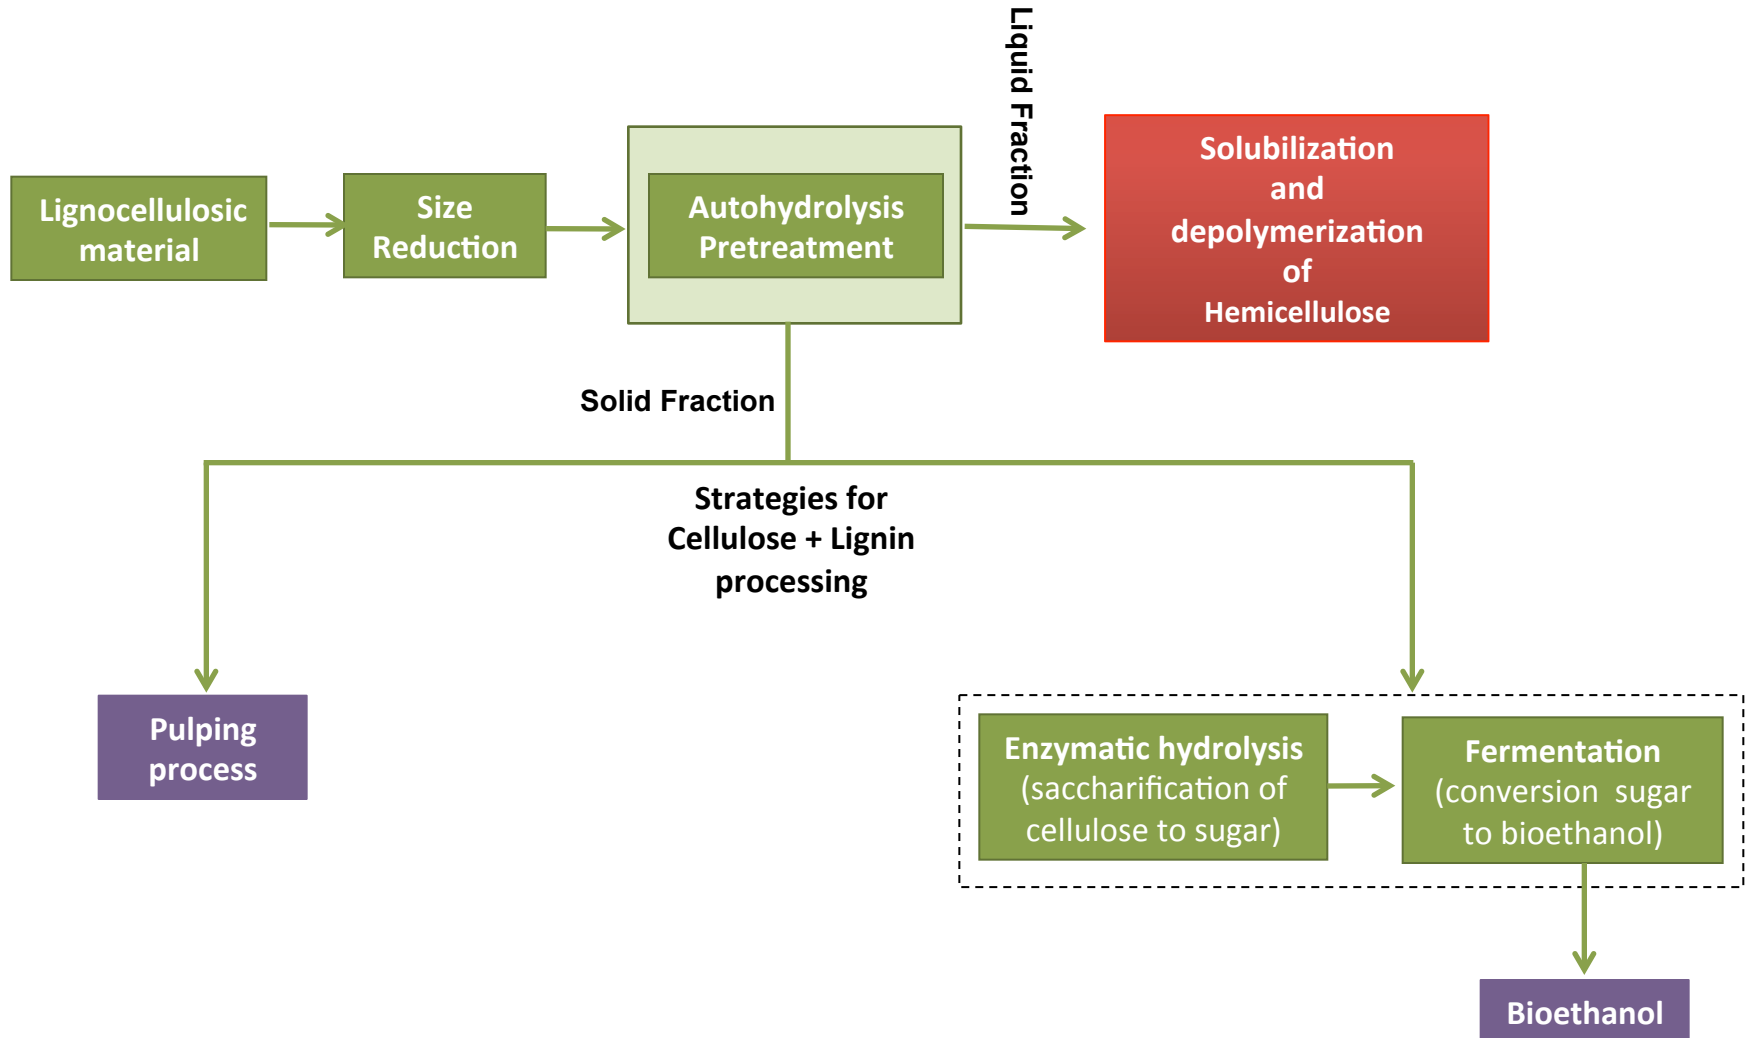 Liquid Fraction
Lignocellulosic
material
Size
Reduction
Autohydrolysis
Pretreatment
Solubilization
and
depolymerization
of
Hemicellulose
Solid Fraction
Strategies for
Cellulose + Lignin
processing
Pulping
process
Enzymatic hydrolysis
(saccharification of
cellulose to sugar)
Fermentation
(conversion sugar
to bioethanol)
Bioethanol